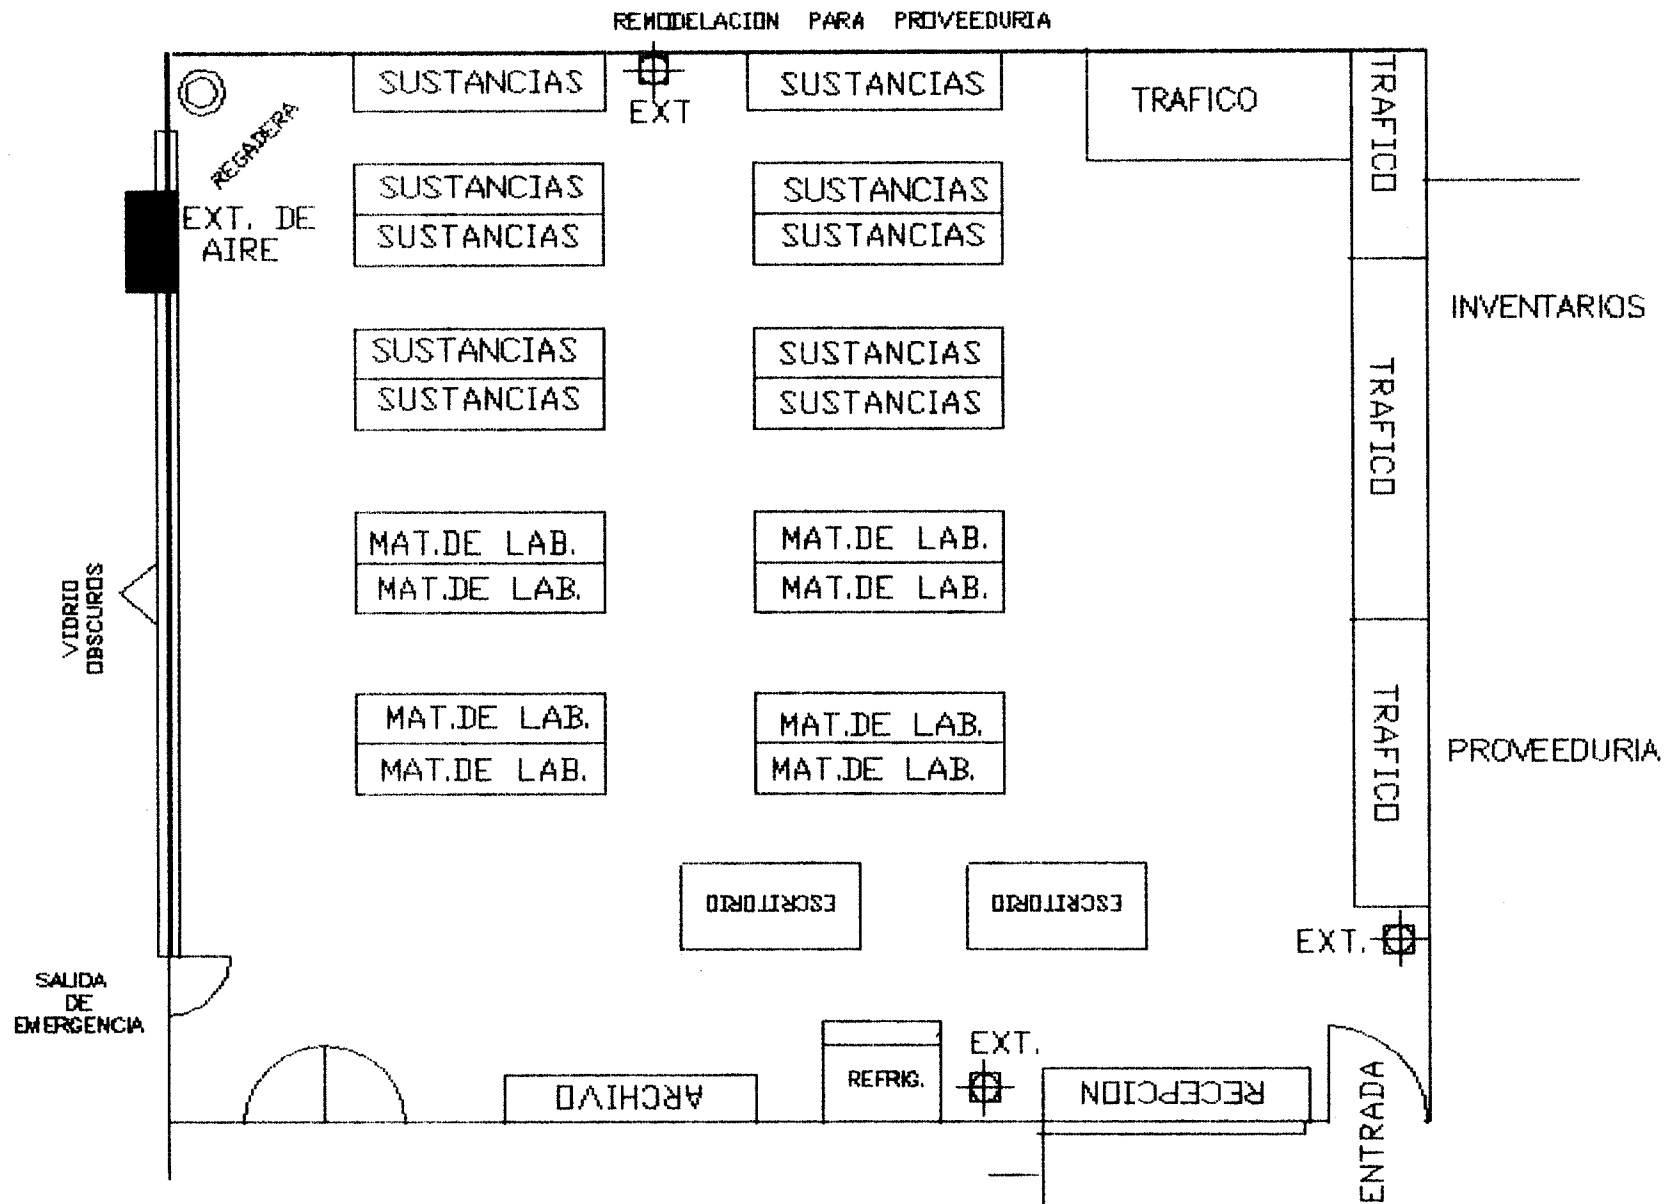 REMODELACION PARA PROVEEDURIA
SUSTANCIAS
EXT
SUSTANCIAS
TRAFICO
TRAFICO
REGADERA
EXT. DE
AIRE
SUSTANCIAS
SUSTANCIAS
SUSTANCIAS
SUSTANCIAS
INVENTARIOS
SUSTANCIAS
SUSTANCIAS
SUSTANCIAS
SUSTANCIAS
TRAFICO
MAT.DE LAB.
MAT.DE LAB.
MAT.DE LAB.
MAT.DE LAB.
VIDRIO
OBSCUROS
MAT.DE LAB.
MAT.DE LAB.
MAT.DE LAB.
MAT.DE LAB.
TRAFICO
PROVEEDURIA
ESCRITORIO
ESCRITORIO
EXT.
SALIDA
DE
EMERGENCIA
ARCHIVO
REFRIG.
EXT.
RECEPCION
ENTRADA